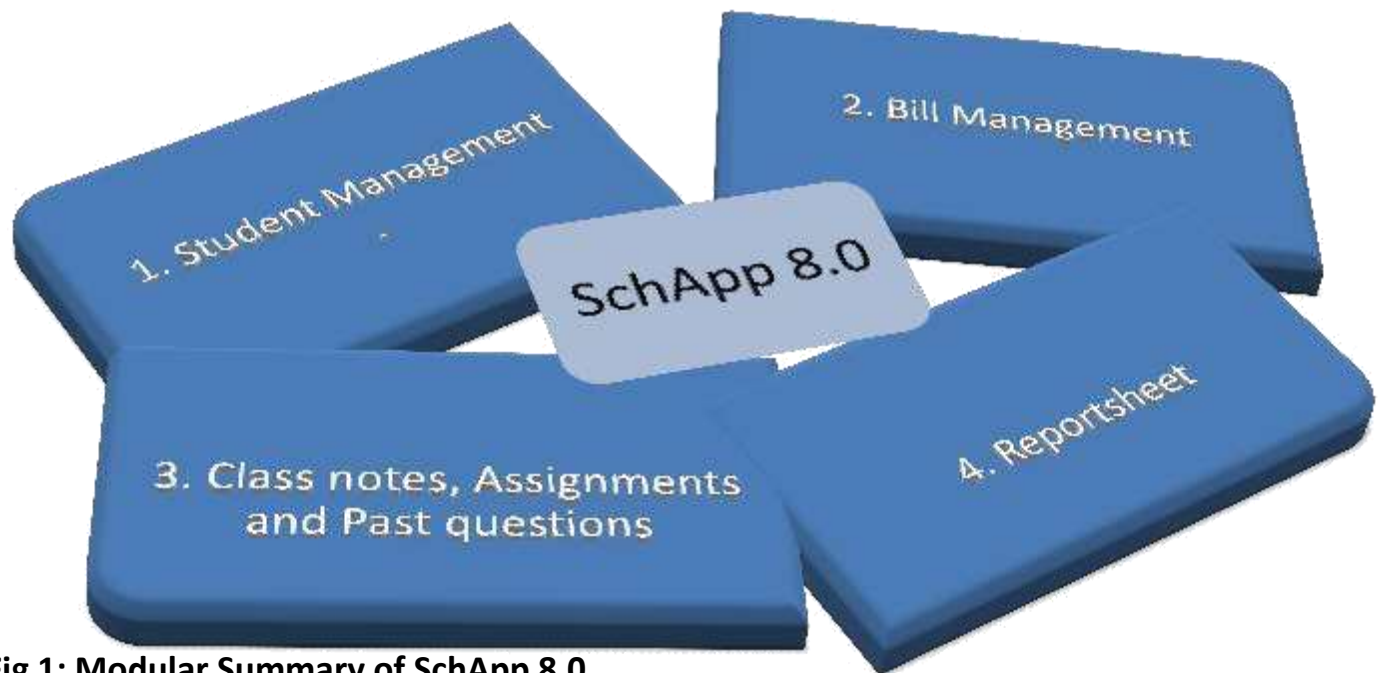 1. Student Management
2. Bill Management
SchApp 8.0
3. Class notes, Assignments
and Past questions
4. Reportsheet
Fig 1: Modular Summary of SchApp 8.0